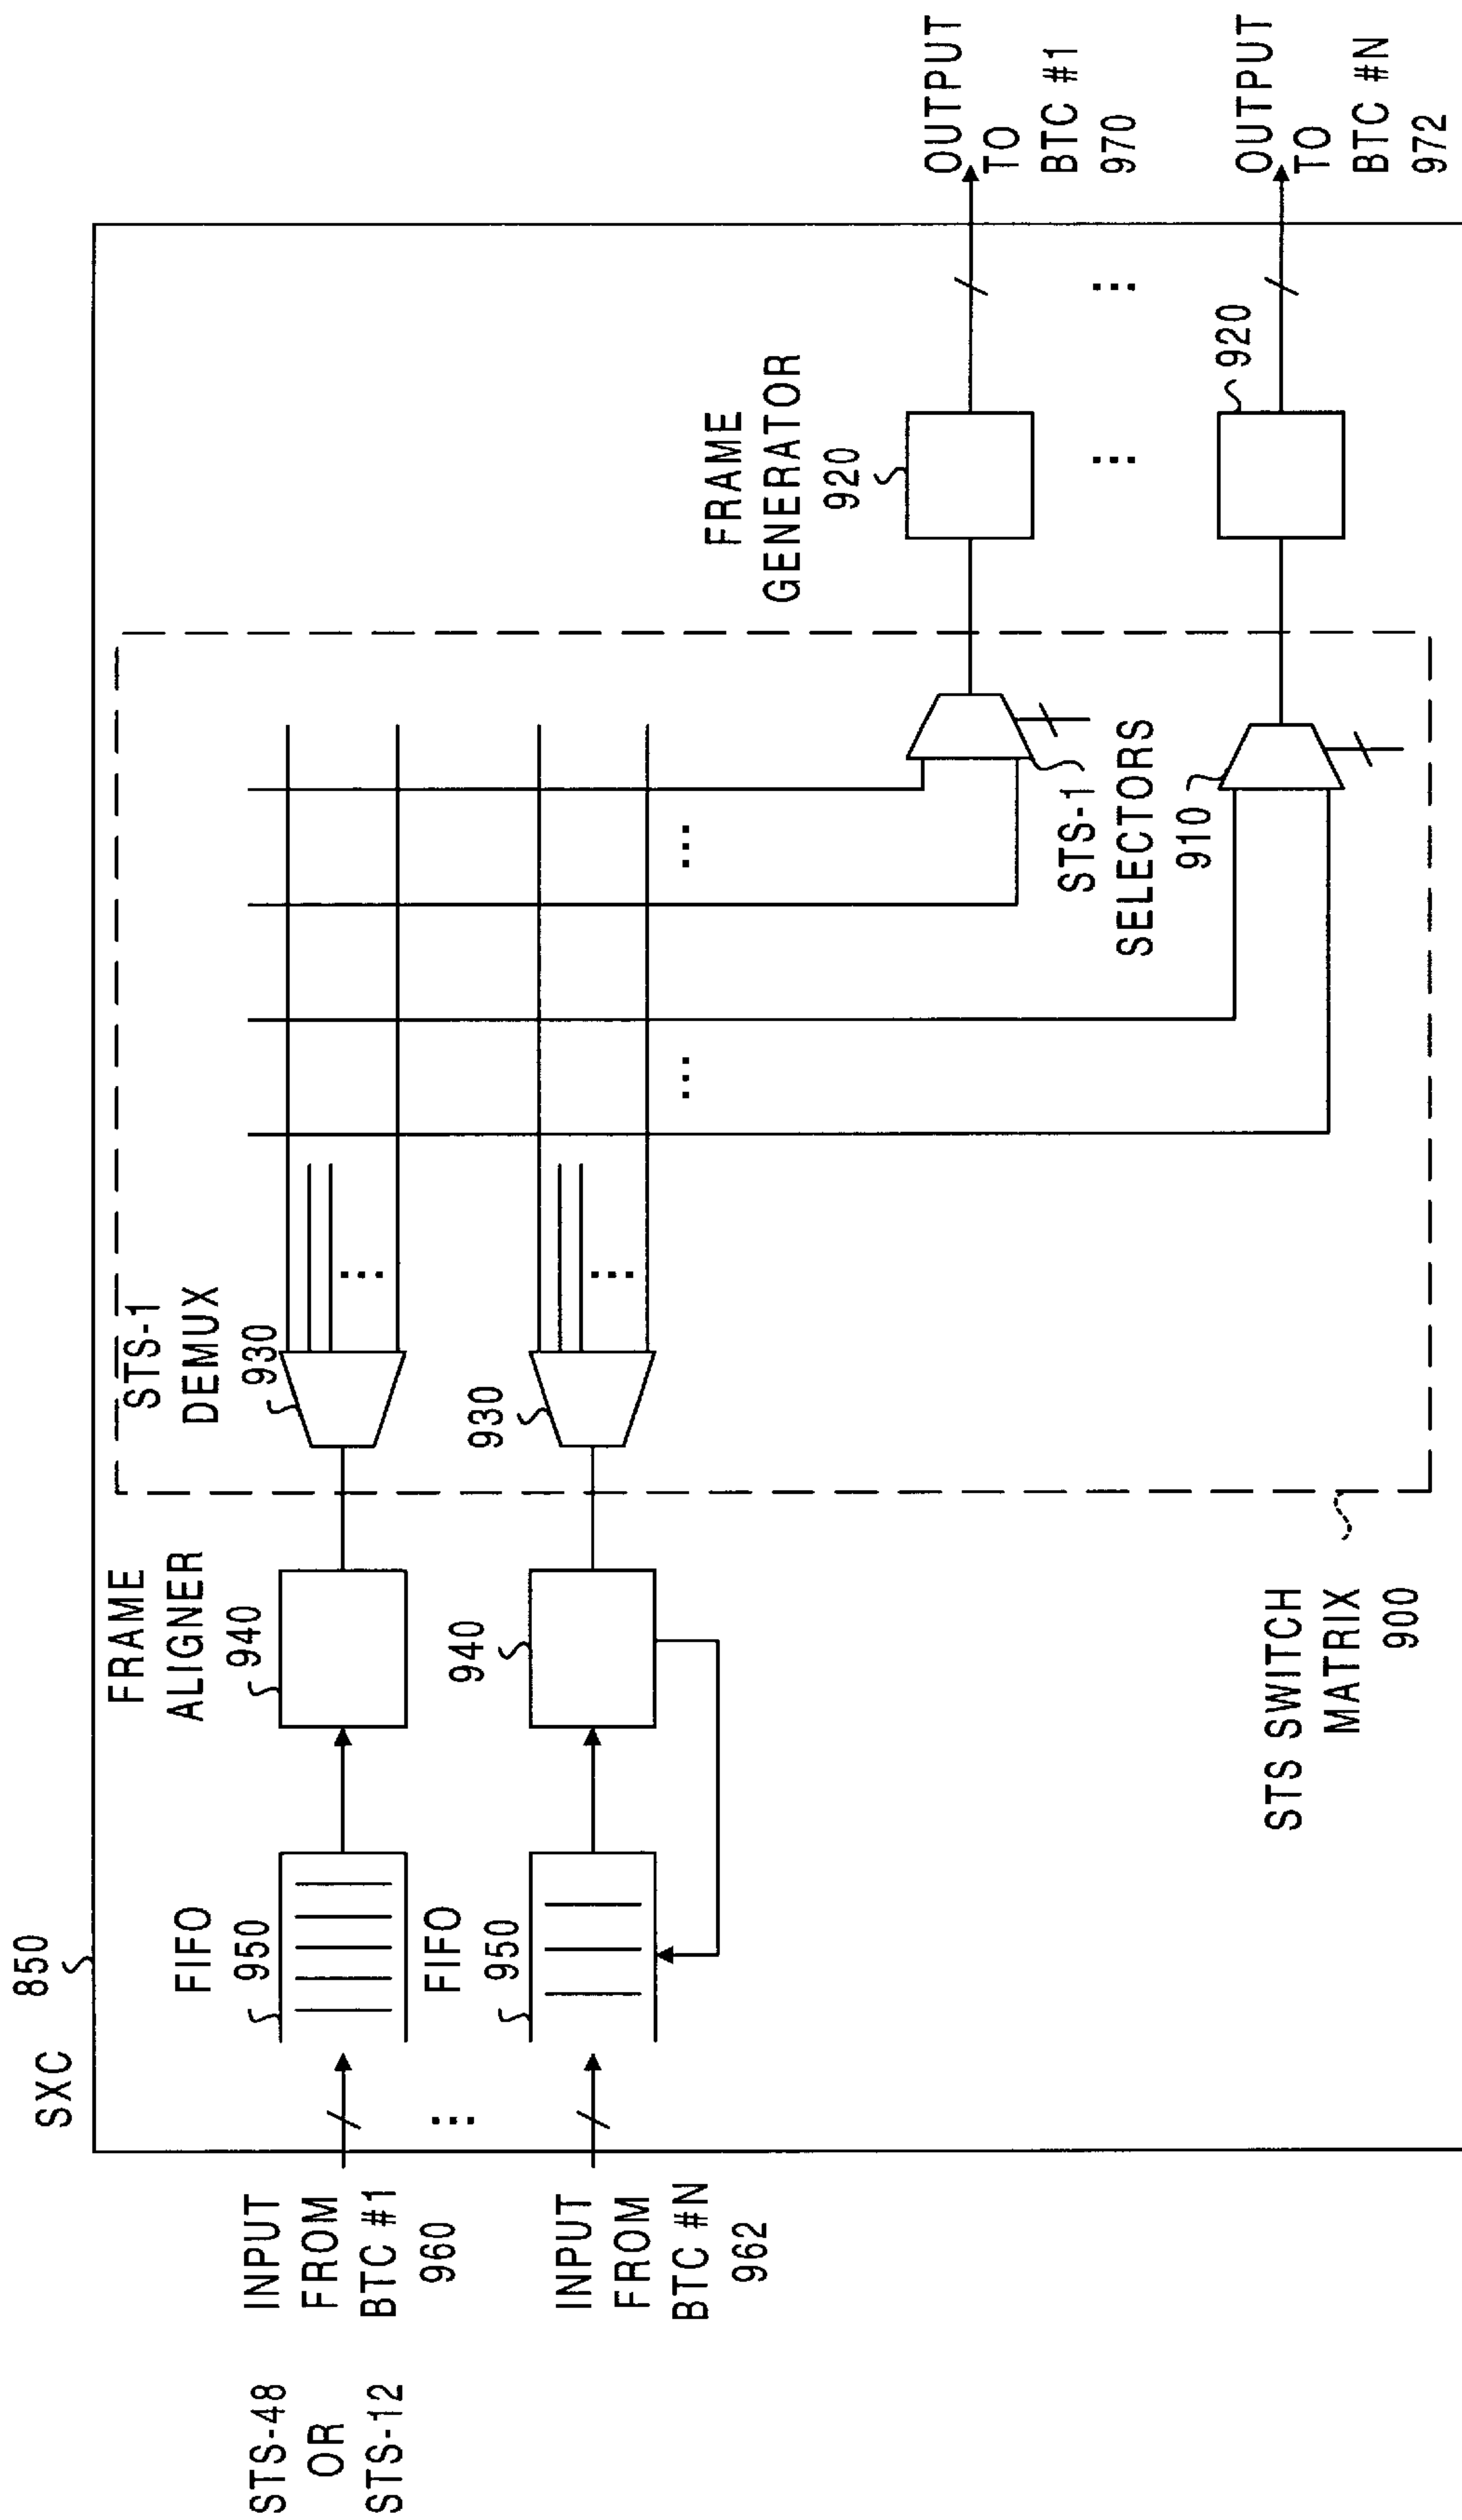 SXC 850
STS-48
OR
STS-12
INPUT
FROM
BTC #1
960
INPUT
FROM
BTC #N
962
FIFO
950
FIFO
950
FRAME
ALIGNER
940
940
STS-1
DEMUX
930
930
STS SWITCH
MATRIX
900
STS-1
SELECTORS
910
FRAME
GENERATOR
920
920
OUTPUT
TO
BTC #1
970
OUTPUT
TO
BTC #N
972